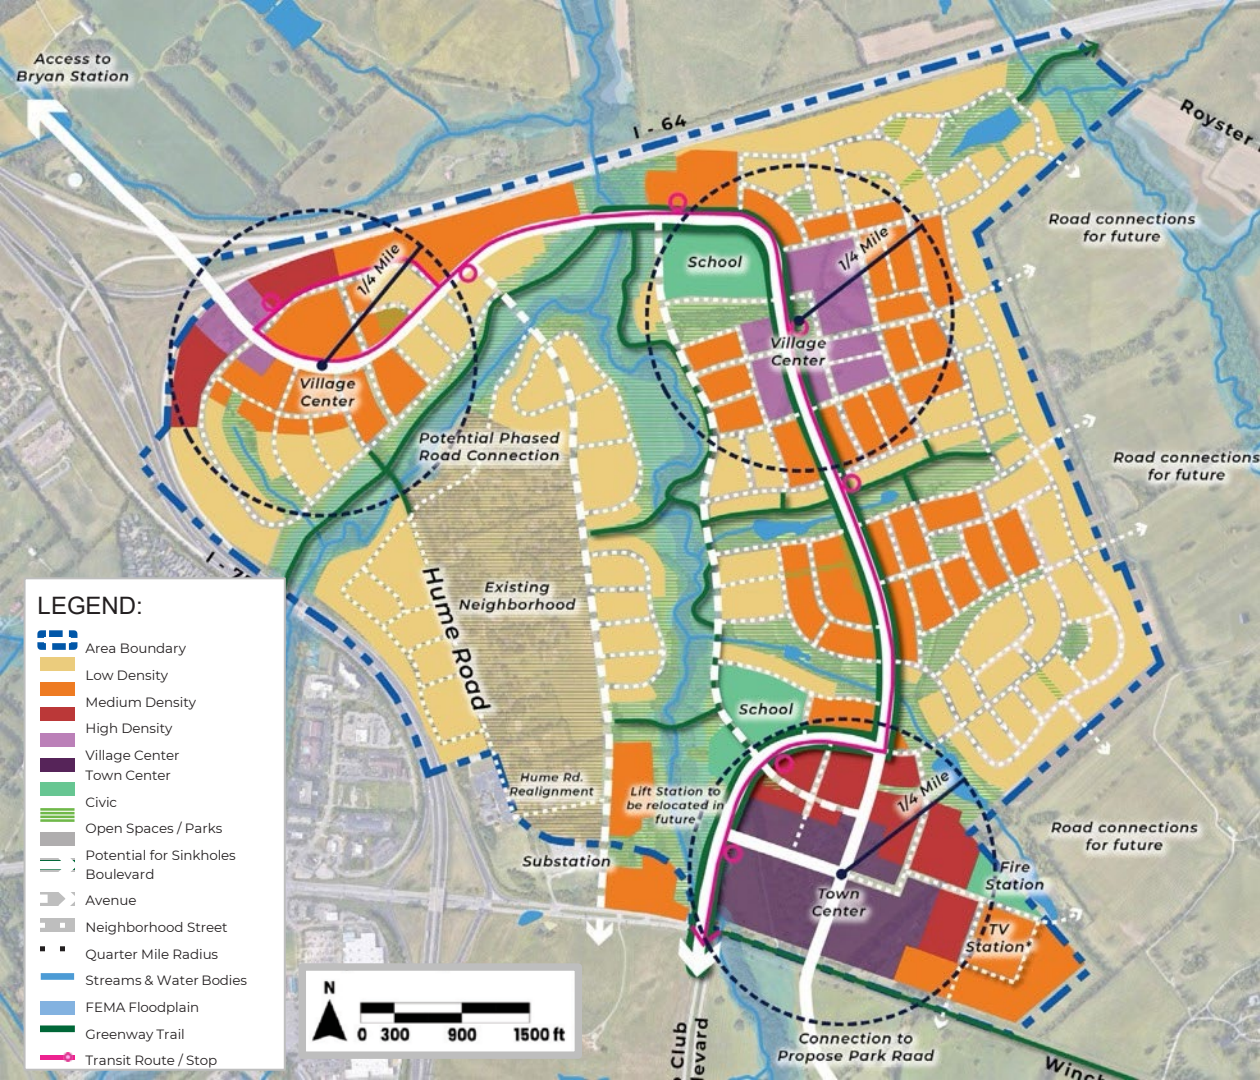 Access to
Bryan Station
I - 64
Royster
Road connections
for future
1/4 Mile
School
1/4 Mile
Village
Center
Village
Center
Potential Phased
Road Connection
Road connections
for future
I - 7
Hume Road
Existing
Neighborhood
School
Hume Rd.
Realignment
Lift Station to
be relocated in
future
1/4 Mile
Road connections
for future
Substation
Fire
Station
Town
Center
TV
Station*
Connection to
Propose Park Raad
Club
levard
Winch
LEGEND:
Area Boundary
Low Density
Medium Density
High Density
Village Center
Town Center
Civic
Open Spaces / Parks
Potential for Sinkholes
Boulevard
Avenue
Neighborhood Street
Quarter Mile Radius
Streams & Water Bodies
FEMA Floodplain
Greenway Trail
Transit Route / Stop
N
0 300 900 1500 ft